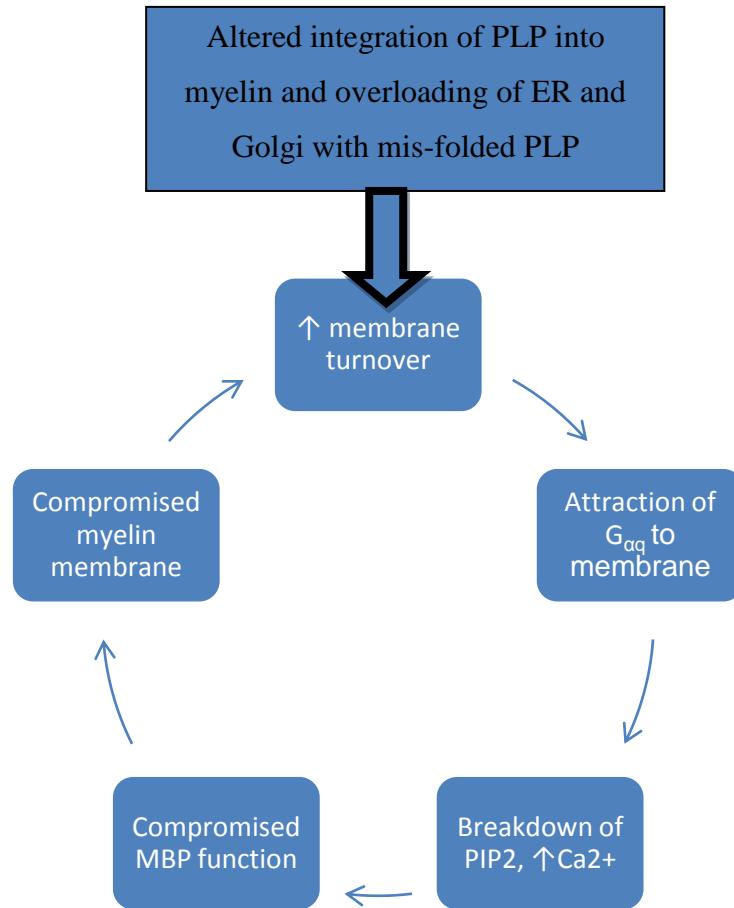 Altered integration of PLP into
myelin and overloading of ER and
Golgi with mis-folded PLP
↑ membrane
turnover
Attraction of
Gαq to
membrane
Breakdown of
PIP2, ↑Ca2+
Compromised
MBP function
Compromised
myelin
membrane